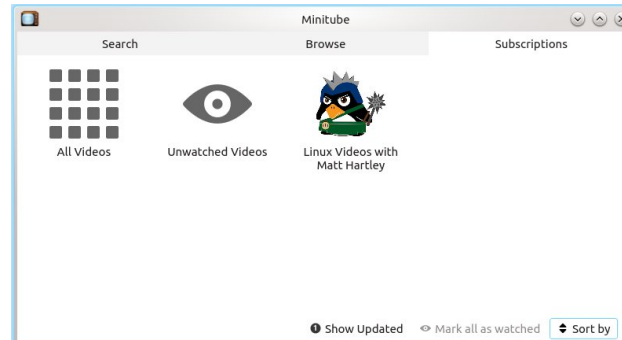 Minitube
Search Browse Subscriptions
All Videos Unwatched Videos Linux Videos with
Matt Hartley
1 Show Updated Mark all as watched Sort by